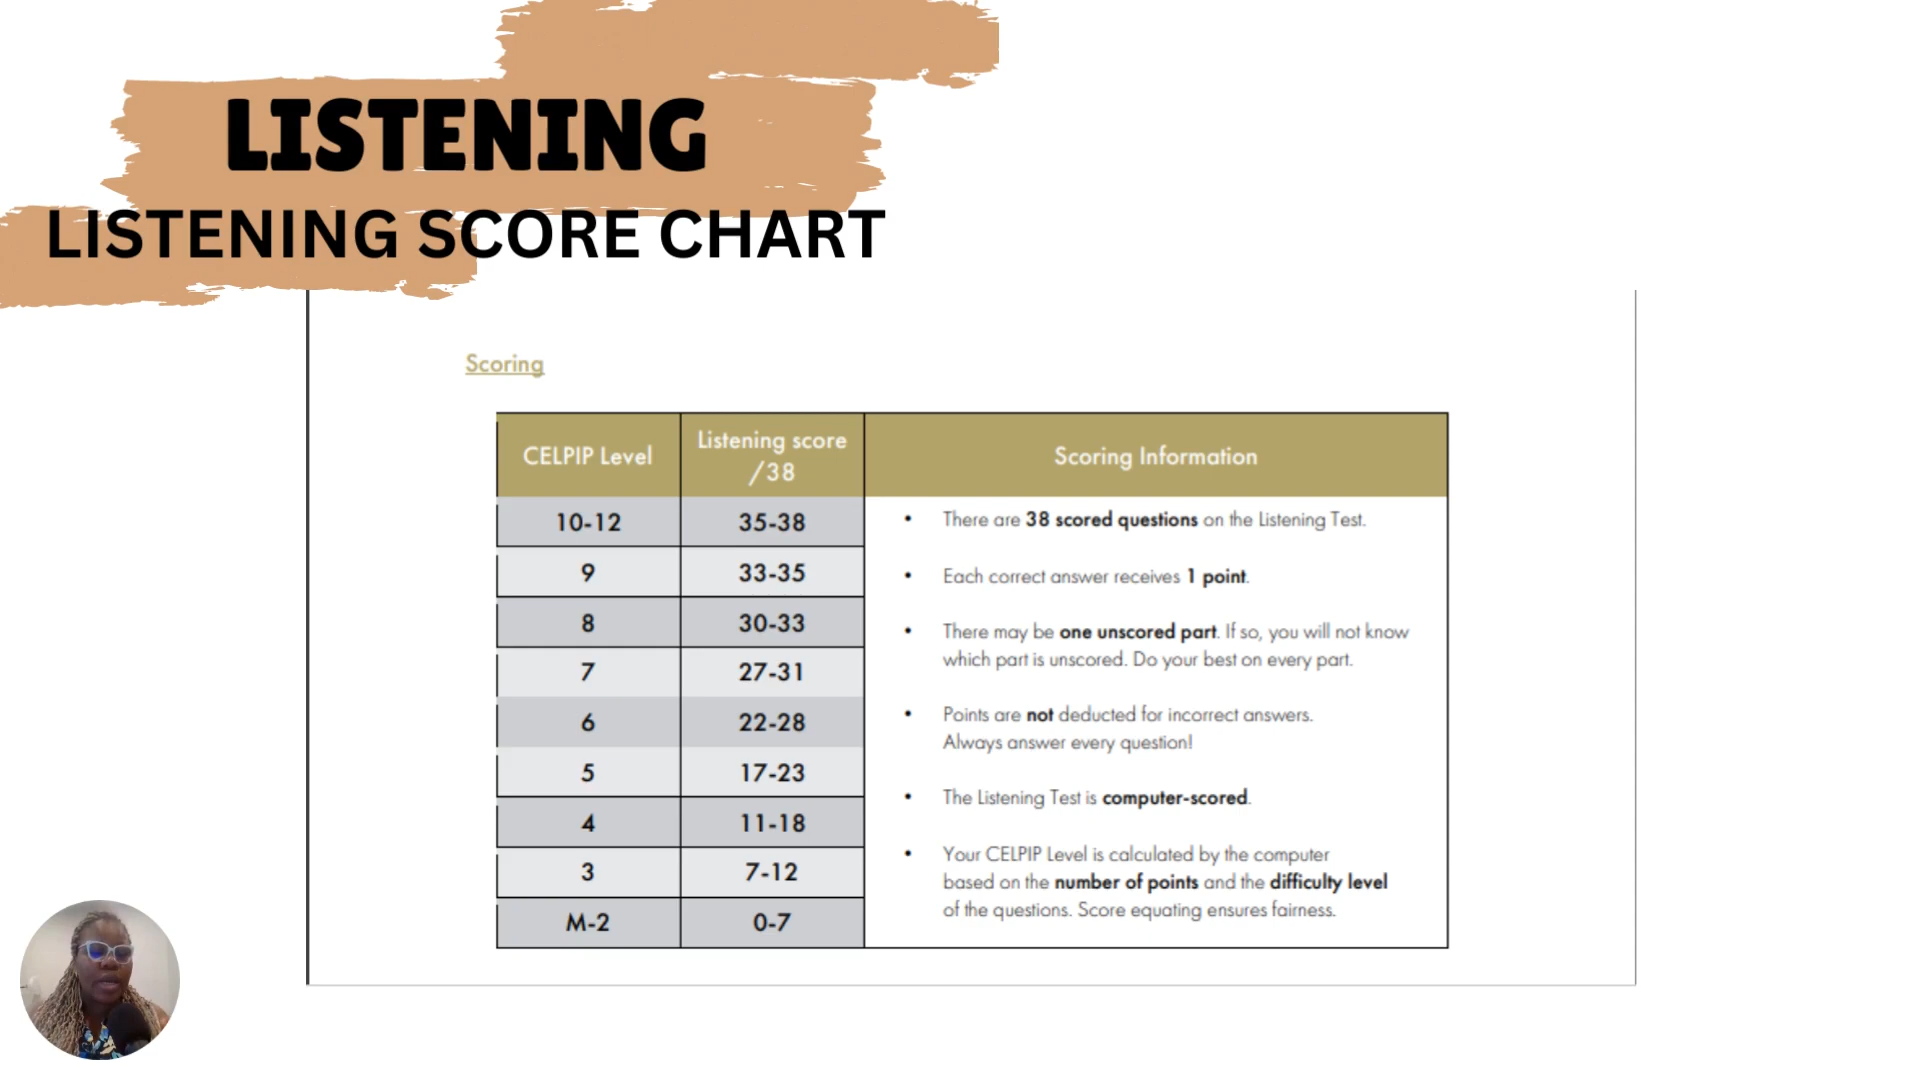 LISTENING
LISTENING SCORE CHART
Scoring
CELPIP Level
Listening score
/38
Scoring Information
10-12
35-38
9
33-35
8
30-33
7
27-31
6
22-28
5
17-23
4
11-18
3
7-12
M-2
0-7
• There are 38 scored questions on the Listening Test.
• Each correct answer receives 1 point.
• There may be one unscored part. If so, you will not know
which part is unscored. Do your best on every part.
• Points are not deducted for incorrect answers.
Always answer every question!
• The Listening Test is computer-scored.
• Your CELPIP Level is calculated by the computer
based on the number of points and the difficulty level
of the questions. Score equating ensures fairness.